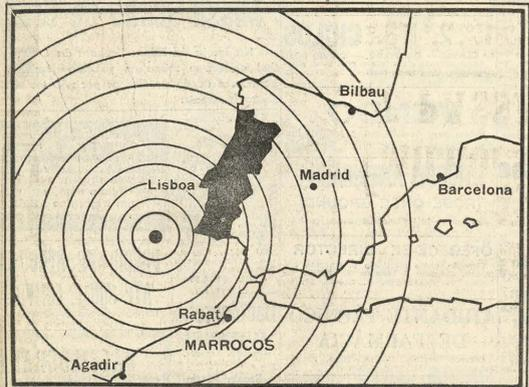 Bilbau
Madrid
Lisboa
Barcelona
Rabat
MARROCOS
Agadir